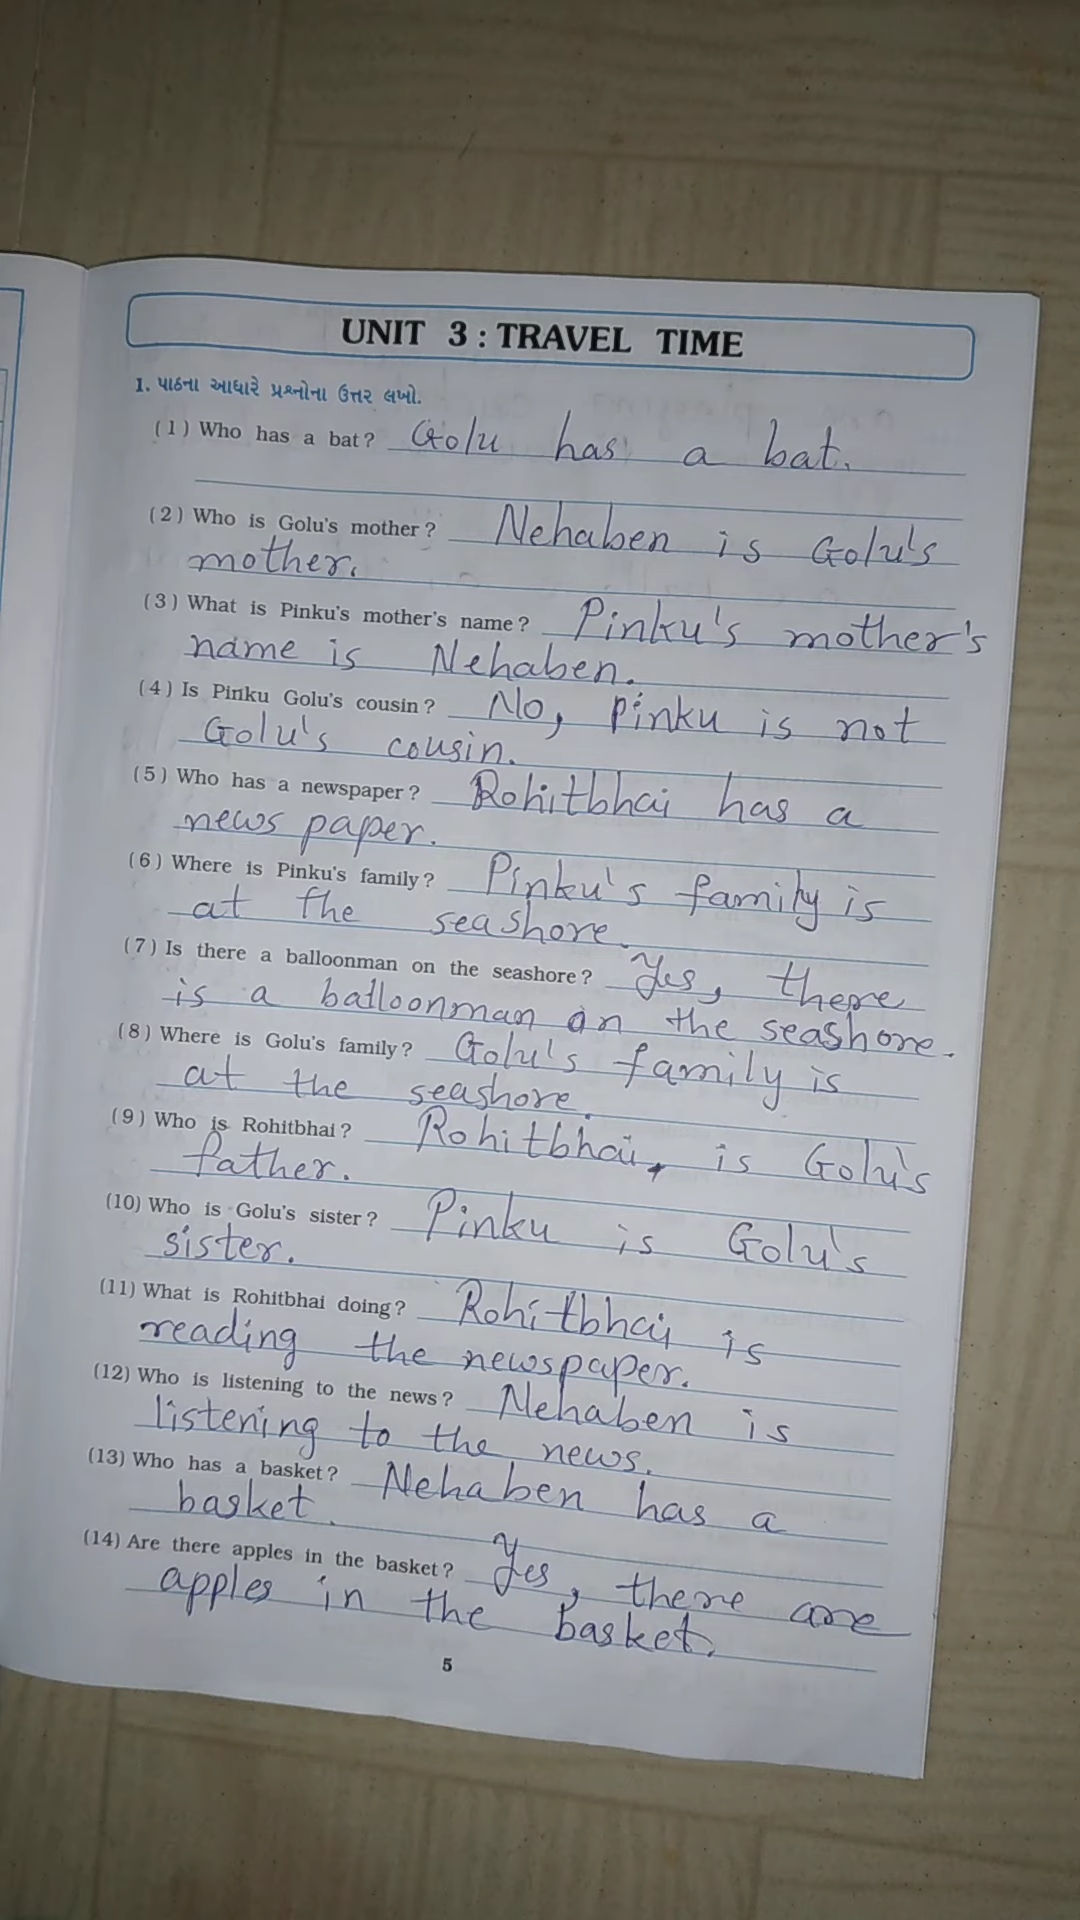 UNIT 3 : TRAVEL TIME
1. પાઠના આધારે પ્રશ્નોના ઉત્તર લખો.
(1) Who has a bat? Golu has a bat.
(2) Who is Golu's mother? Nehaben is Golu's
mother.
(3) What is Pinku's mother's name? Pinku's mother's
name is Nehaben.
(4) Is Pinku Golu's cousin? No, pinku is not
Golu's cousin.
(5) Who has a newspaper? Rohitbhai has a
news paper.
(6) Where is Pinku's family? Pinku's family is
at the seashore.
(7) Is there a balloonman on the seashore? Yes, there
is a balloonman on the seashore.
(8) Where is Golu's family? Golu's family is
at the seashore.
(9) Who is Rohitbhai? Rohitbhai, is Golu's
father.
(10) Who is Golu's sister? Pinku is Golu's
sister.
(11) What is Rohitbhai doing? Rohitbhai is
reading the newspaper.
(12) Who is listening to the news? Nehaben is
listening to the news.
(13) Who has a basket? Nehaben has a
basket.
(14) Are there apples in the basket? Yes, there are
apples in the basket.
5